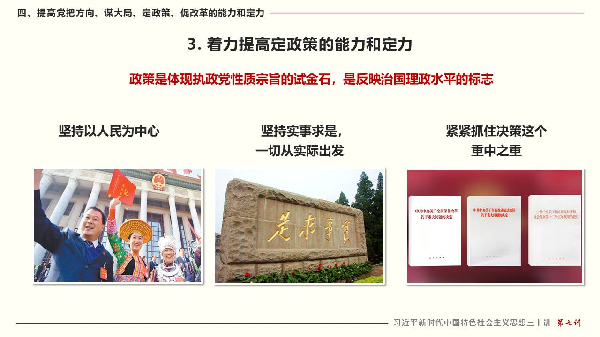 四、提高党把方向、谋大局、定政策、促改革的能力和定力
3. 着力提高定政策的能力和定力
政策是体现执政党性质宗旨的试金石，是反映治国理政水平的标志
坚持以人民为中心
坚持实事求是，
一切从实际出发
紧紧抓住决策这个
重中之重
实事求是
习近平新时代中国特色社会主义思想三十讲 第七讲